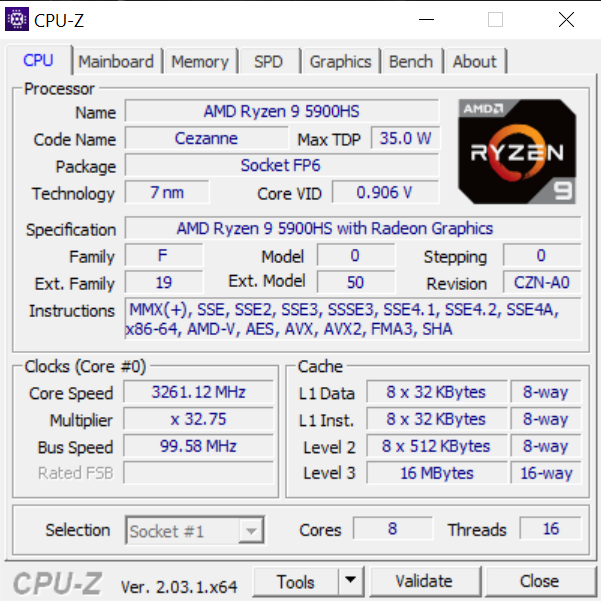 CPU-Z
CPU Mainboard Memory SPD Graphics Bench About
Processor
Name AMD Ryzen 9 5900HS
Code Name Cezanne Max TDP 35.0 W
Package Socket FP6
Technology 7 nm Core VID 0.906 V
AMD
RYZEN
9
Specification AMD Ryzen 9 5900HS with Radeon Graphics
Family F Model 0 Stepping 0
Ext. Family 19 Ext. Model 50 Revision CZN-A0
Instructions MMX(+), SSE, SSE2, SSE3, SSSE3, SSE4.1, SSE4.2, SSE4A,
x86-64, AMD-V, AES, AVX, AVX2, FMA3, SHA
Clocks (Core #0)
Core Speed 3261.12 MHz
Multiplier x 32.75
Bus Speed 99.58 MHz
Rated FSB
Cache
L1 Data 8 x 32 KBytes 8-way
L1 Inst. 8 x 32 KBytes 8-way
Level 2 8 x 512 KBytes 8-way
Level 3 16 MBytes 16-way
Selection Socket #1 Cores 8 Threads 16
CPU-Z Ver. 2.03.1.x64 Tools Validate Close